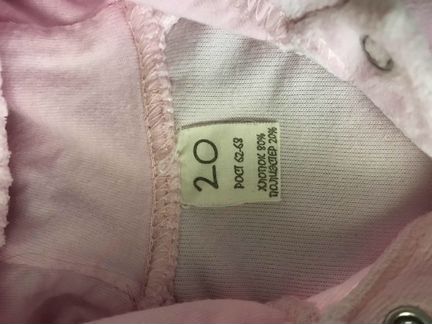 20
РОСТ 62-68
ХЛОПОК 80%
ПОЛИЭСТЕР 20%